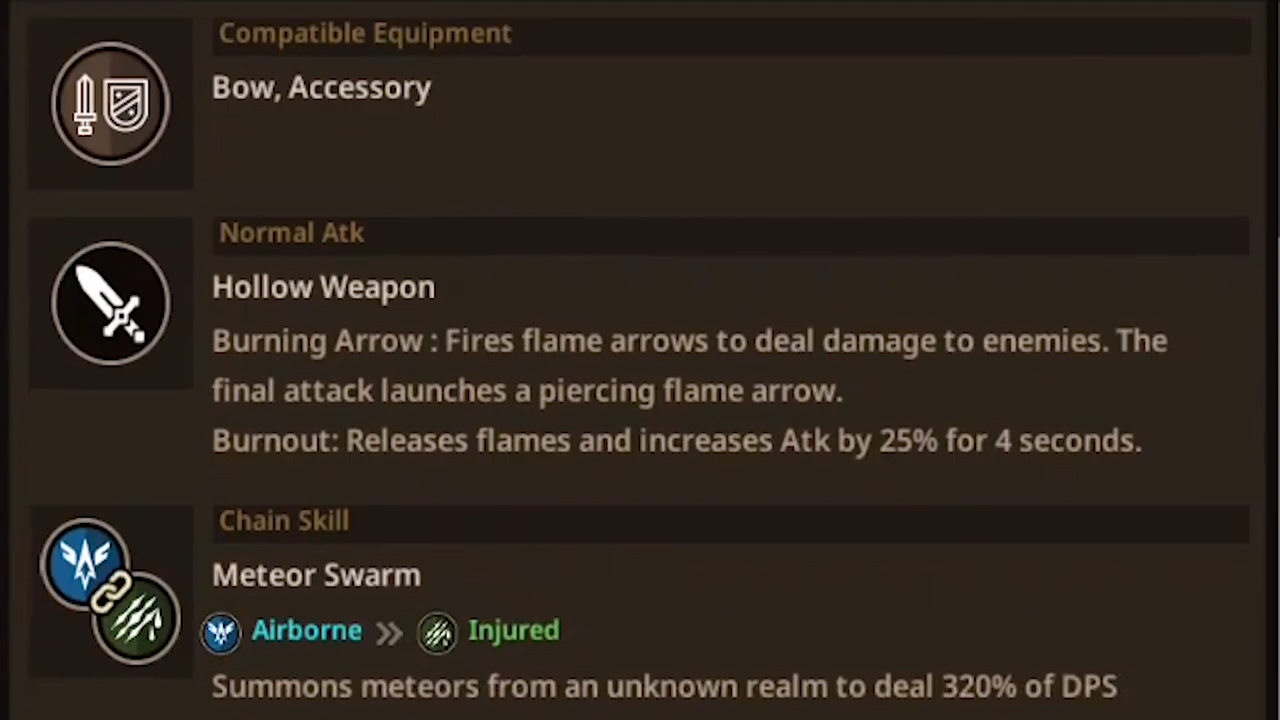 Compatible Equipment
Bow, Accessory
Normal Atk
Hollow Weapon
Burning Arrow : Fires flame arrows to deal damage to enemies. The
final attack launches a piercing flame arrow.
Burnout: Releases flames and increases Atk by 25% for 4 seconds.
Chain Skill
Meteor Swarm
Airborne » Injured
Summons meteors from an unknown realm to deal 320% of DPS